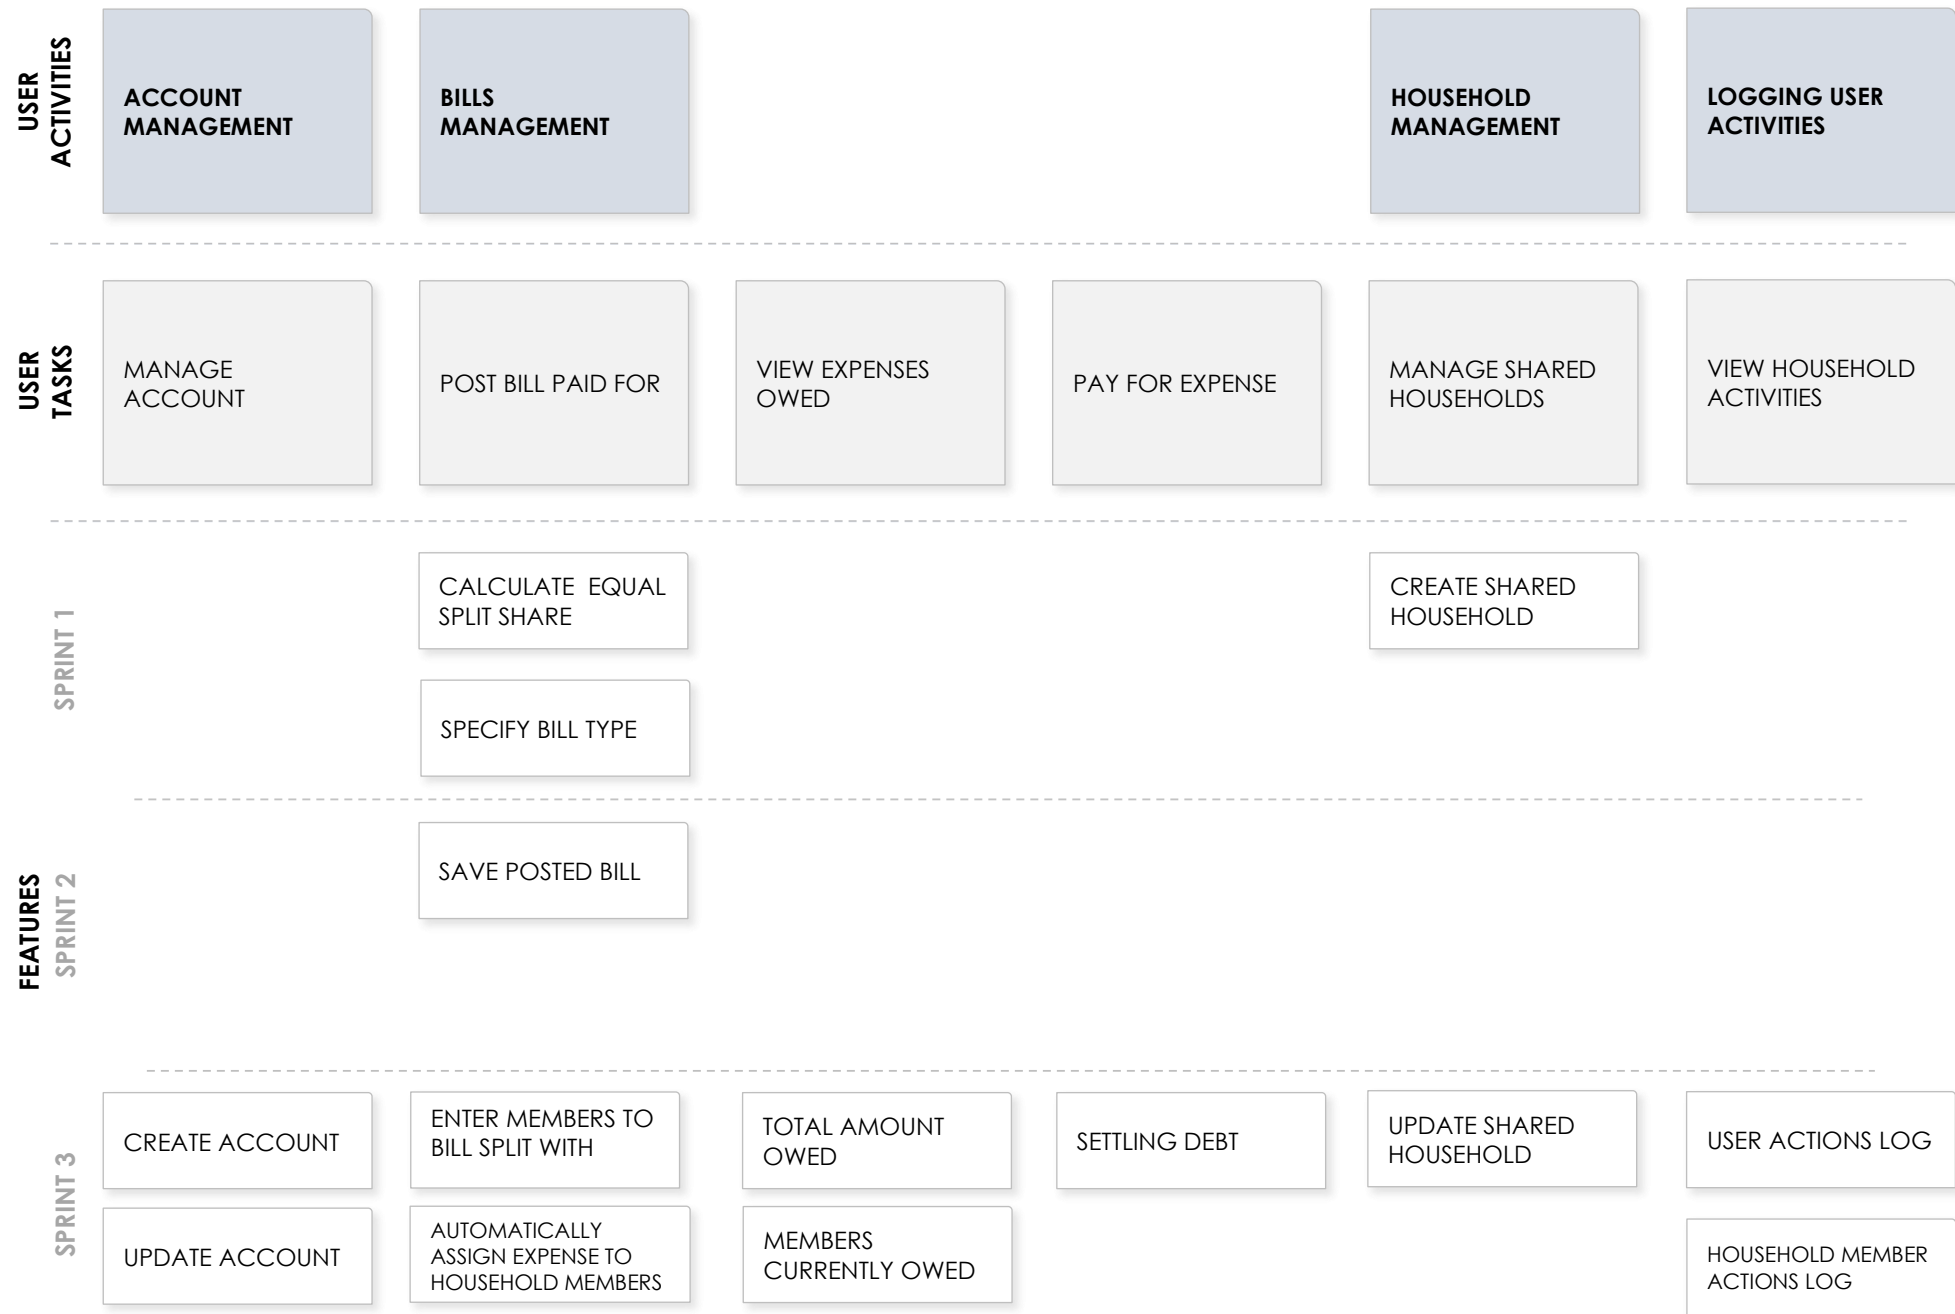 USER
ACTIVITIES
ACCOUNT
MANAGEMENT
BILLS
MANAGEMENT
HOUSEHOLD
MANAGEMENT
LOGGING USER
ACTIVITIES
USER
TASKS
MANAGE
ACCOUNT
POST BILL PAID FOR
VIEW EXPENSES
OWED
PAY FOR EXPENSE
MANAGE SHARED
HOUSEHOLDS
VIEW HOUSEHOLD
ACTIVITIES
FEATURES
SPRINT 1
CALCULATE  EQUAL
SPLIT SHARE
CREATE SHARED
HOUSEHOLD
SPECIFY BILL TYPE
SPRINT 2
SAVE POSTED BILL
SPRINT 3
CREATE ACCOUNT
ENTER MEMBERS TO
BILL SPLIT WITH
TOTAL AMOUNT
OWED
SETTLING DEBT
UPDATE SHARED
HOUSEHOLD
USER ACTIONS LOG
UPDATE ACCOUNT
AUTOMATICALLY
ASSIGN EXPENSE TO
HOUSEHOLD MEMBERS
MEMBERS
CURRENTLY OWED
HOUSEHOLD MEMBER
ACTIONS LOG